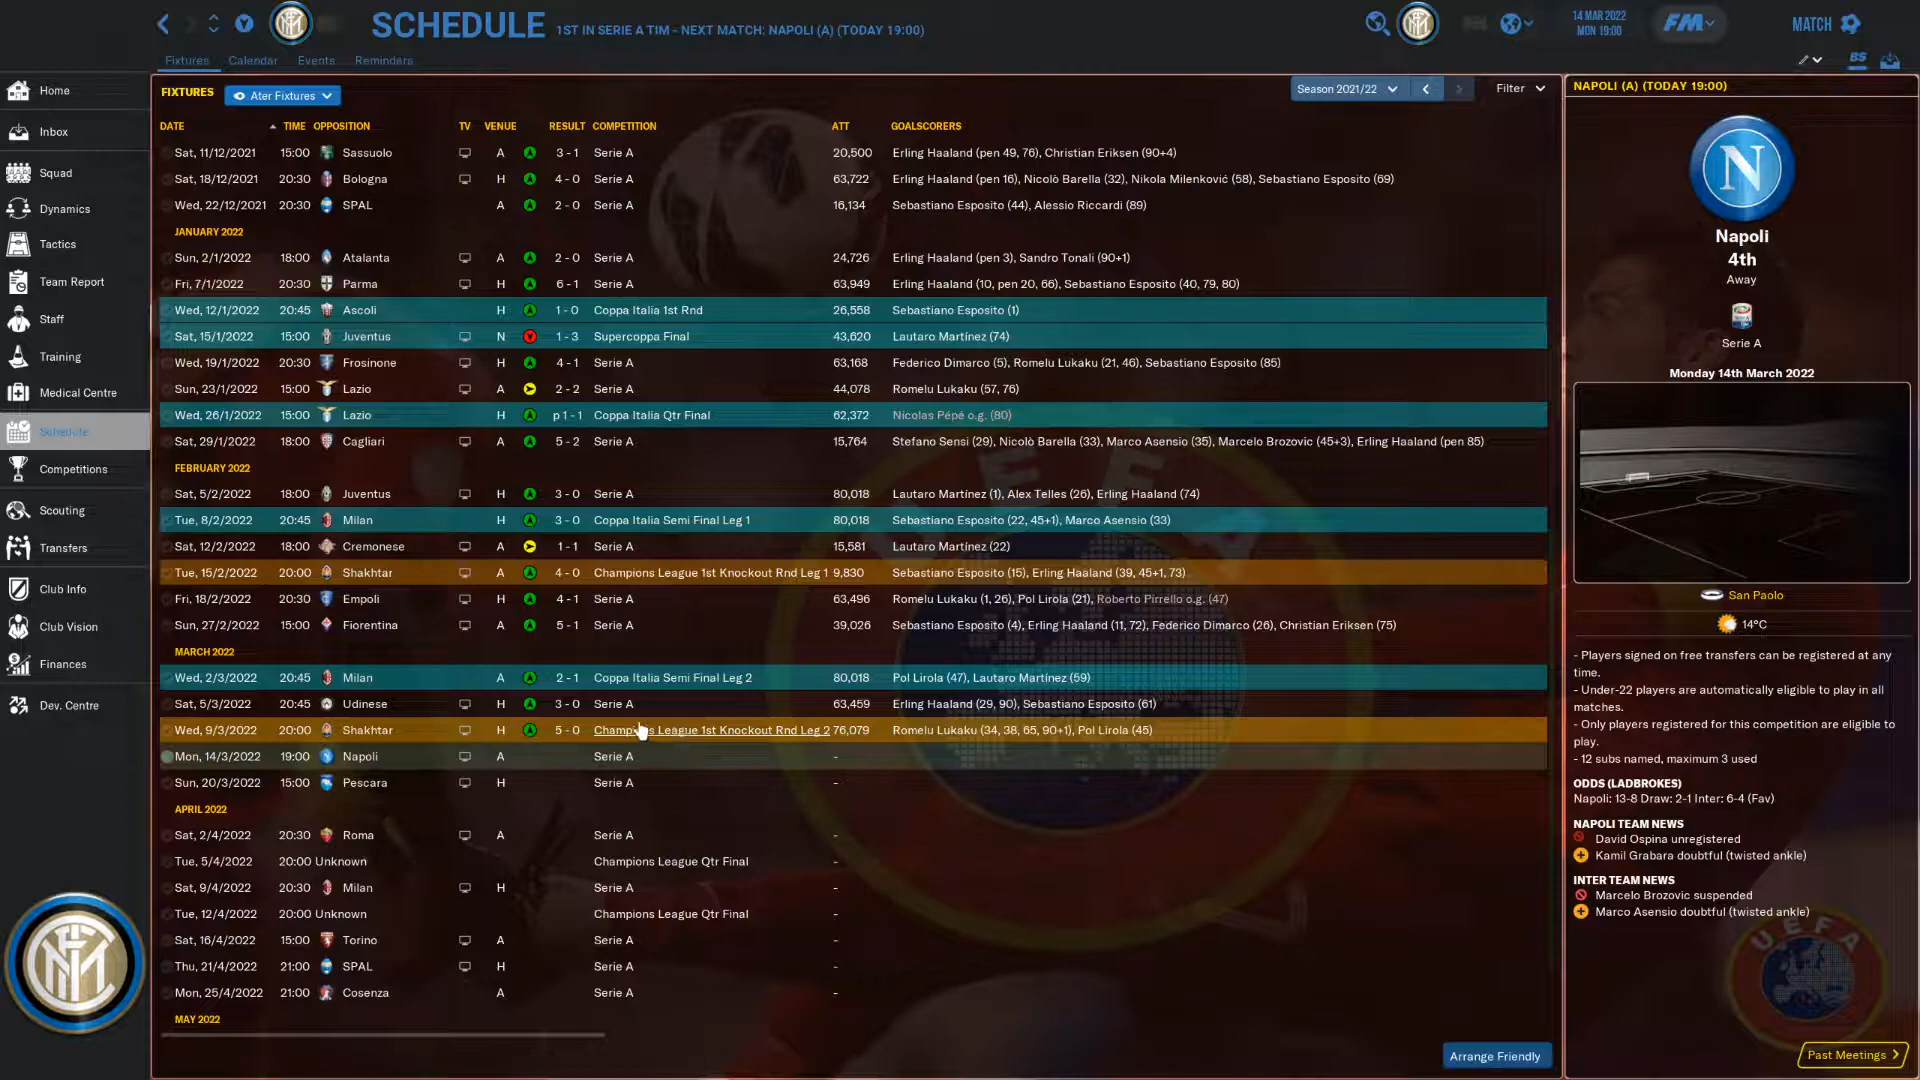 SCHEDULE
1ST IN SERIE A TIM - NEXT MATCH: NAPOLI (A) (TODAY 19:00)
14 MAR 2022
MON 19:00
FM
MATCH
Fixtures Calendar Events Reminders
BS
Home
Inbox
Squad
Dynamics
Tactics
Team Report
Staff
Training
Medical Centre
Schedule
Competitions
Scouting
Transfers
Club Info
Club Vision
Finances
Dev. Centre
FIXTURES Ater Fixtures Season 2021/22 Filter
DATE TIME OPPOSITION TV VENUE RESULT COMPETITION ATT GOALSCORERS
Sat, 11/12/2021 15:00 Sassuolo A 3 - 1 Serie A 20,500 Erling Haaland (pen 49, 76), Christian Eriksen (90+4)
Sat, 18/12/2021 20:30 Bologna H 4 - 0 Serie A 63,722 Erling Haaland (pen 16), Nicolò Barella (32), Nikola Milenković (58), Sebastiano Esposito (69)
Wed, 22/12/2021 20:30 SPAL A 2 - 0 Serie A 16,134 Sebastiano Esposito (44), Alessio Riccardi (89)
JANUARY 2022
Sun, 2/1/2022 18:00 Atalanta A 2 - 0 Serie A 24,726 Erling Haaland (pen 3), Sandro Tonali (90+1)
Fri, 7/1/2022 20:30 Parma H 6 - 1 Serie A 63,949 Erling Haaland (10, pen 20, 66), Sebastiano Esposito (40, 79, 80)
Wed, 12/1/2022 20:45 Ascoli H 1 - 0 Coppa Italia 1st Rnd 26,558 Sebastiano Esposito (1)
Sat, 15/1/2022 15:00 Juventus N 1 - 3 Supercoppa Final 43,620 Lautaro Martínez (74)
Wed, 19/1/2022 20:30 Frosinone H 4 - 1 Serie A 63,168 Federico Dimarco (5), Romelu Lukaku (21, 46), Sebastiano Esposito (85)
Sun, 23/1/2022 15:00 Lazio A 2 - 2 Serie A 44,078 Romelu Lukaku (57, 76)
Wed, 26/1/2022 15:00 Lazio H p 1 - 1 Coppa Italia Qtr Final 62,372 Nicolas Pépé o.g. (80)
Sat, 29/1/2022 18:00 Cagliari A 5 - 2 Serie A 15,764 Stefano Sensi (29), Nicolò Barella (33), Marco Asensio (35), Marcelo Brozovic (45+3), Erling Haaland (pen 85)
FEBRUARY 2022
Sat, 5/2/2022 18:00 Juventus H 3 - 0 Serie A 80,018 Lautaro Martínez (1), Alex Telles (26), Erling Haaland (74)
Tue, 8/2/2022 20:45 Milan H 3 - 0 Coppa Italia Semi Final Leg 1 80,018 Sebastiano Esposito (22, 45+1), Marco Asensio (33)
Sat, 12/2/2022 18:00 Cremonese A 1 - 1 Serie A 15,581 Lautaro Martínez (22)
Tue, 15/2/2022 20:00 Shakhtar A 4 - 0 Champions League 1st Knockout Rnd Leg 1 9,830 Sebastiano Esposito (15), Erling Haaland (39, 45+1, 73)
Fri, 18/2/2022 20:30 Empoli H 4 - 1 Serie A 63,496 Romelu Lukaku (1, 26), Pol Lirola (21), Roberto Pirrello o.g. (47)
Sun, 27/2/2022 15:00 Fiorentina A 5 - 1 Serie A 39,026 Sebastiano Esposito (4), Erling Haaland (11, 72), Federico Dimarco (26), Christian Eriksen (75)
MARCH 2022
Wed, 2/3/2022 20:45 Milan A 2 - 1 Coppa Italia Semi Final Leg 2 80,018 Pol Lirola (47), Lautaro Martínez (59)
Sat, 5/3/2022 20:45 Udinese H 3 - 0 Serie A 63,459 Erling Haaland (29, 90), Sebastiano Esposito (61)
Wed, 9/3/2022 20:00 Shakhtar H 5 - 0 Champions League 1st Knockout Rnd Leg 2 76,079 Romelu Lukaku (34, 38, 65, 90+1), Pol Lirola (45)
Mon, 14/3/2022 19:00 Napoli A Serie A -
Sun, 20/3/2022 15:00 Pescara H Serie A -
APRIL 2022
Sat, 2/4/2022 20:30 Roma A Serie A -
Tue, 5/4/2022 20:00 Unknown Champions League Qtr Final -
Sat, 9/4/2022 20:30 Milan H Serie A -
Tue, 12/4/2022 20:00 Unknown Champions League Qtr Final -
Sat, 16/4/2022 15:00 Torino A Serie A -
Thu, 21/4/2022 21:00 SPAL H Serie A -
Mon, 25/4/2022 21:00 Cosenza A Serie A -
MAY 2022
Arrange Friendly
NAPOLI (A) (TODAY 19:00)
N
Napoli
4th
Away
Serie A
Monday 14th March 2022
San Paolo
14°C
- Players signed on free transfers can be registered at any
time.
- Under-22 players are automatically eligible to play in all
matches.
- Only players registered for this competition are eligible to
play.
- 12 subs named, maximum 3 used
ODDS (LADBROKES)
Napoli: 13-8 Draw: 2-1 Inter: 6-4 (Fav)
NAPOLI TEAM NEWS
David Ospina unregistered
Kamil Grabara doubtful (twisted ankle)
INTER TEAM NEWS
Marcelo Brozovic suspended
Marco Asensio doubtful (twisted ankle)
UEFA
Past Meetings